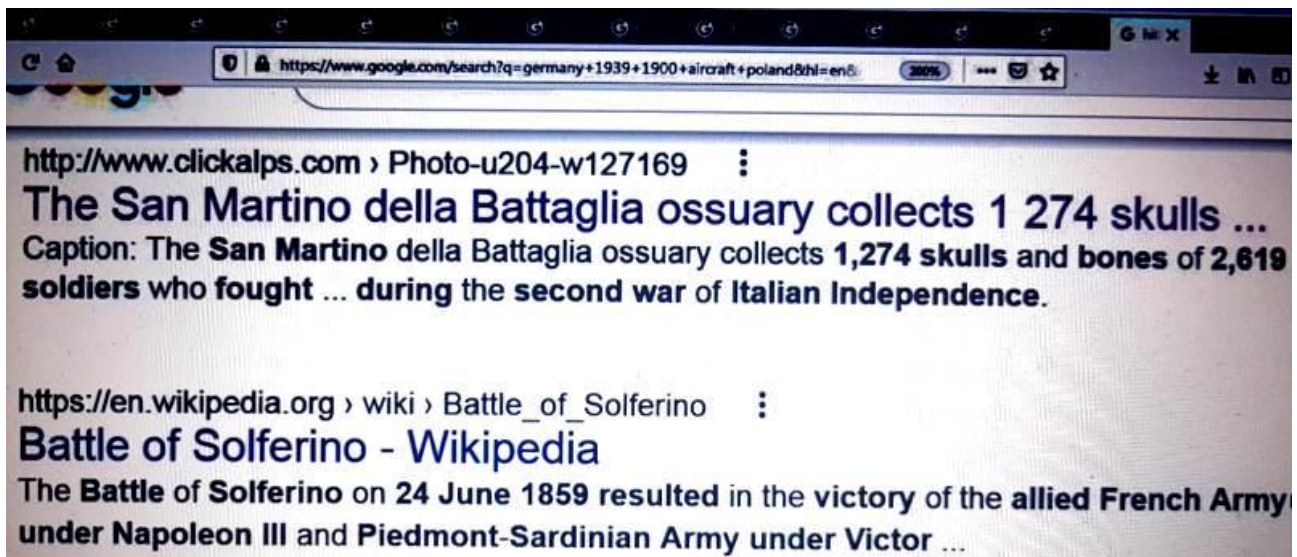 https://www.google.com/search?q=germany+1939+1900+aircraft+poland&hl=en&
300%
http://www.clickalps.com › Photo-u204-w127169
The San Martino della Battaglia ossuary collects 1 274 skulls ...
Caption: The San Martino della Battaglia ossuary collects 1,274 skulls and bones of 2,619
soldiers who fought ... during the second war of Italian Independence.
https://en.wikipedia.org › wiki › Battle_of_Solferino
Battle of Solferino - Wikipedia
The Battle of Solferino on 24 June 1859 resulted in the victory of the allied French Army
under Napoleon III and Piedmont-Sardinian Army under Victor ...